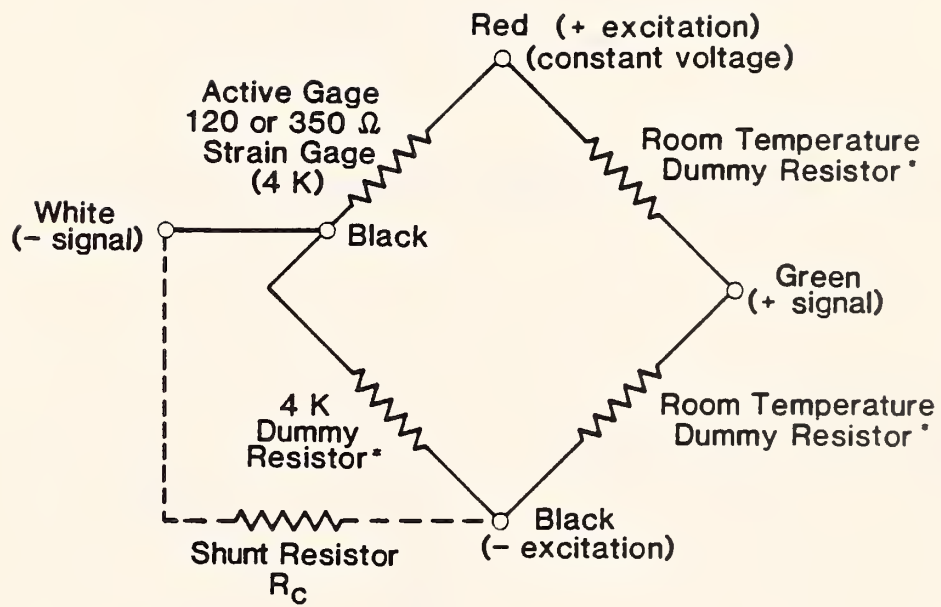 Red (+ excitation)
(constant voltage)
Active Gage
120 or 350 Ω
Strain Gage
(4 K)
Room Temperature
Dummy Resistor*
White
(− signal)
Black
Green
(+ signal)
4 K
Dummy
Resistor*
Room Temperature
Dummy Resistor*
Black
(− excitation)
Shunt Resistor
RC